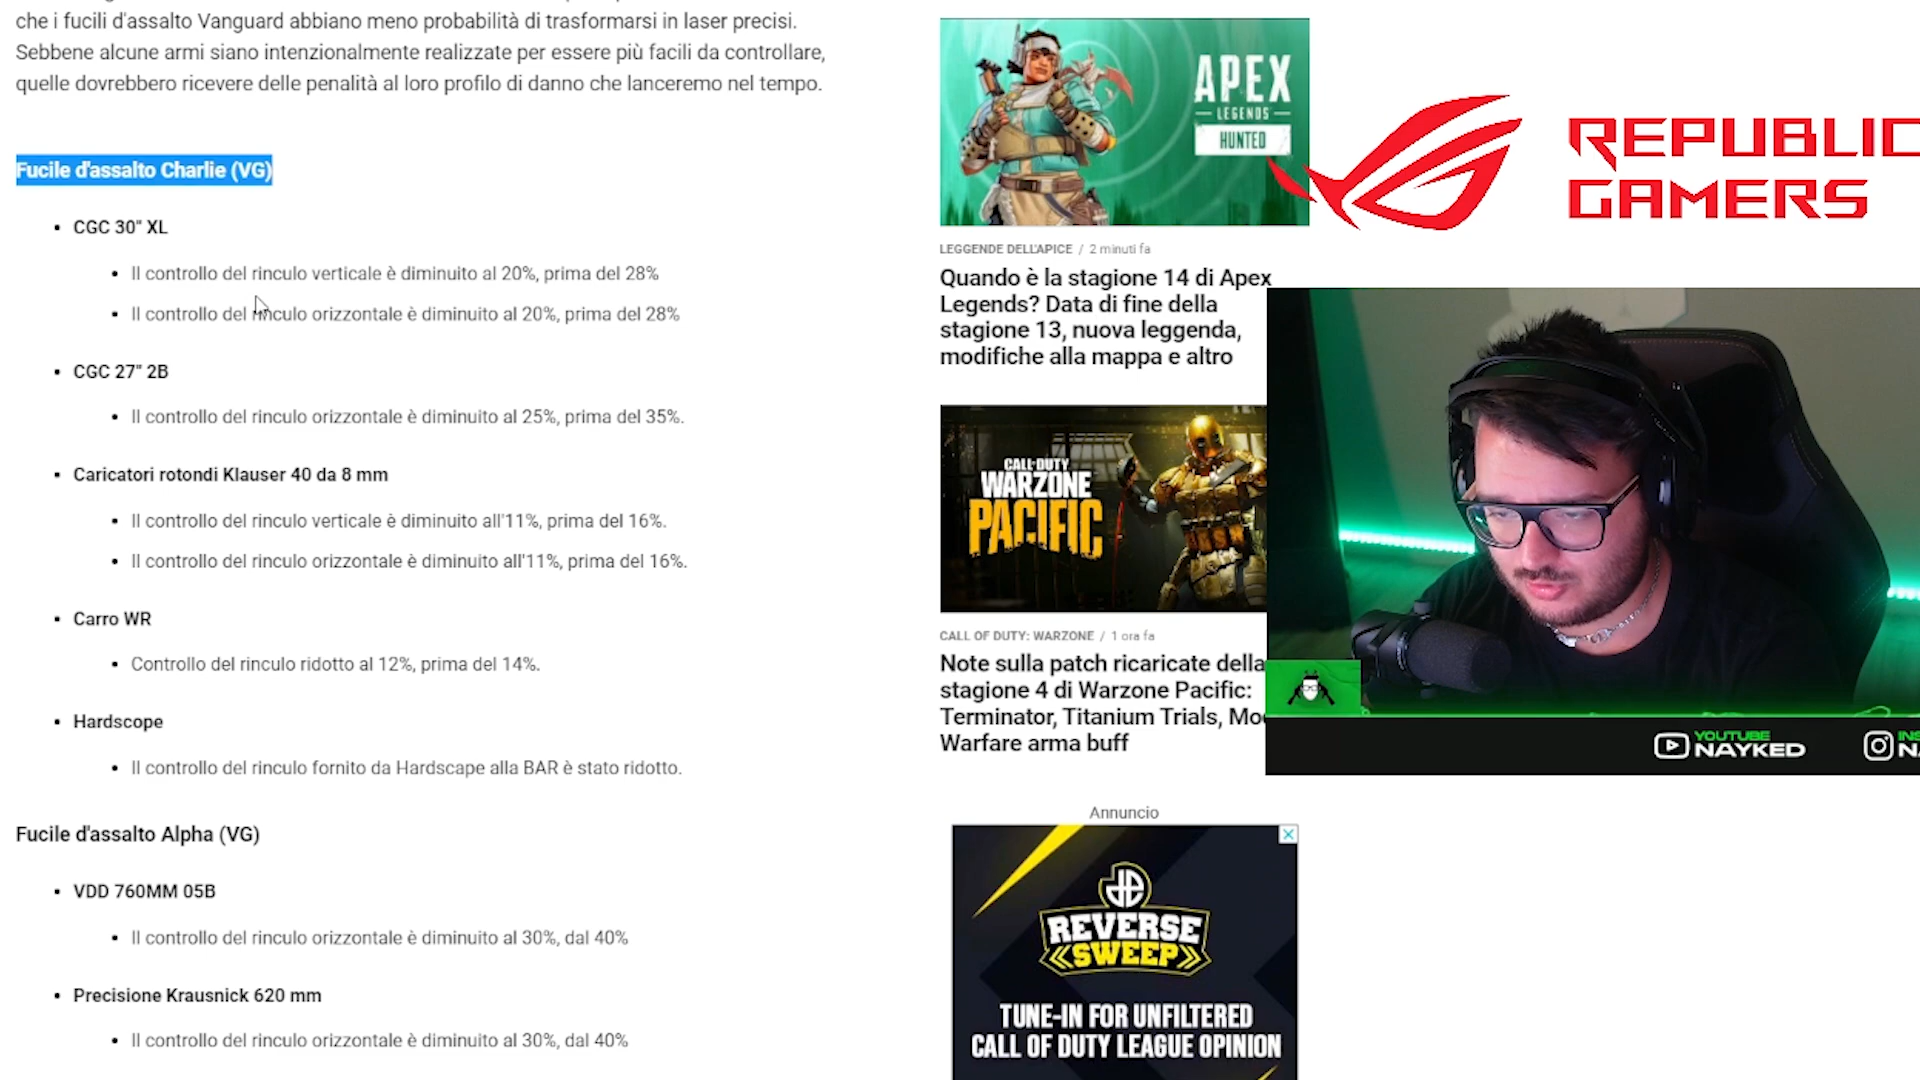 che i fucili d'assalto Vanguard abbiano meno probabilità di trasformarsi in laser precisi.
Sebbene alcune armi siano intenzionalmente realizzate per essere più facili da controllare,
quelle dovrebbero ricevere delle penalità al loro profilo di danno che lanceremo nel tempo.
Fucile d'assalto Charlie (VG)
CGC 30" XL
Il controllo del rinculo verticale è diminuito al 20%, prima del 28%
Il controllo del rinculo orizzontale è diminuito al 20%, prima del 28%
CGC 27" 2B
Il controllo del rinculo orizzontale è diminuito al 25%, prima del 35%.
Caricatori rotondi Klauser 40 da 8 mm
Il controllo del rinculo verticale è diminuito all'11%, prima del 16%.
Il controllo del rinculo orizzontale è diminuito all'11%, prima del 16%.
Carro WR
Controllo del rinculo ridotto al 12%, prima del 14%.
Hardscope
Il controllo del rinculo fornito da Hardscope alla BAR è stato ridotto.
Fucile d'assalto Alpha (VG)
VDD 760MM 05B
Il controllo del rinculo orizzontale è diminuito al 30%, dal 40%
Precisione Krausnick 620 mm
Il controllo del rinculo orizzontale è diminuito al 30%, dal 40%
APEX
LEGENDS
HUNTED
LEGGENDE DELL'APICE / 2 minuti fa
Quando è la stagione 14 di Apex
Legends? Data di fine della
stagione 13, nuova leggenda,
modifiche alla mappa e altro
CALL OF DUTY
WARZONE
PACIFIC
CALL OF DUTY: WARZONE / 1 ora fa
Note sulla patch ricaricate della
stagione 4 di Warzone Pacific:
Terminator, Titanium Trials, Mo
Warfare arma buff
Annuncio
REVERSE
SWEEP
TUNE-IN FOR UNFILTERED
CALL OF DUTY LEAGUE OPINION
REPUBLIC
GAMERS
YOUTUBE
NAYKED
INS
N